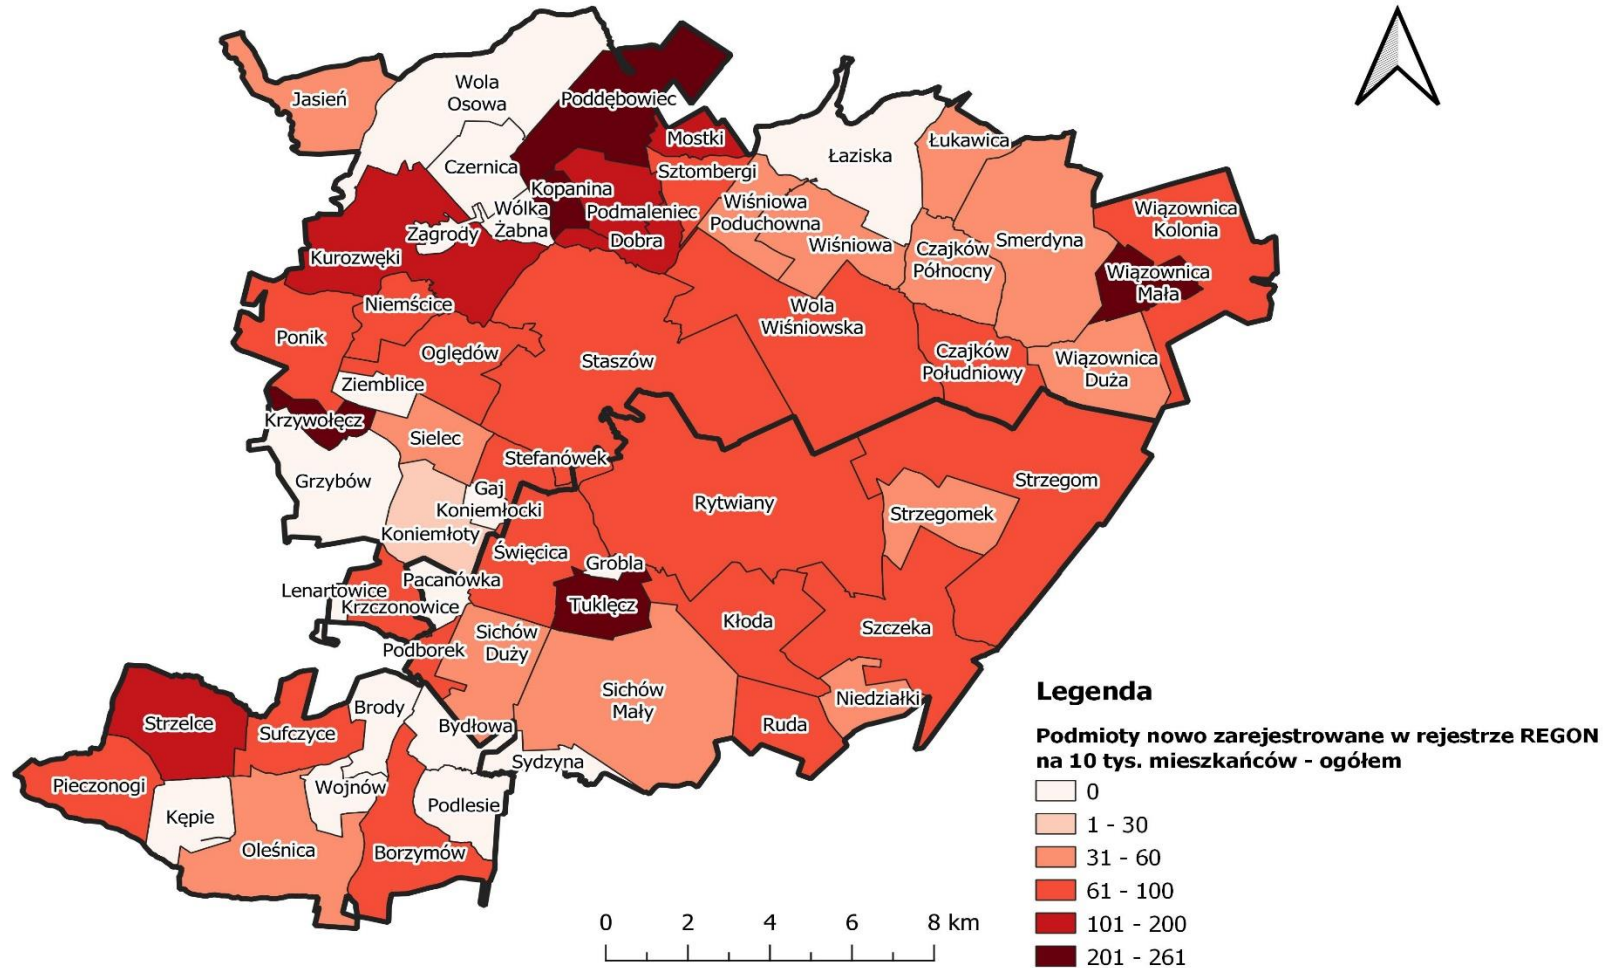 Jasień
Wola
Osowa
Poddębowiec
Mostki
Łukawica
Łaziska
Czernica
Sztombergi
Kopanina
Wiśniowa
Poduchowna
Wólka
Żabna
Podmaleniec
Wiązownica
Kolonia
Zagrody
Dobra
Wiśniowa
Czajków
Północny
Smerdyna
Kurozwęki
Wiązownica
Mała
Niemścice
Wola
Wiśniowska
Ponik
Oględów
Staszów
Czajków
Południowy
Wiązownica
Duża
Ziemblice
Krzywołęcz
Sielec
Stefanówek
Grzybów
Gaj
Koniemłocki
Rytwiany
Strzegom
Strzegomek
Koniemłoty
Święcica
Grobla
Pacanówka
Lenartowice
Krzczonowice
Tuklęcz
Kłoda
Szczeka
Sichów
Duży
Podborek
Sichów
Mały
Niedziałki
Brody
Strzelce
Sufczyce
Bydłowa
Ruda
Sydzyna
Pieczonogi
Wojnów
Podlesie
Kępie
Oleśnica
Borzymów
Legenda
Podmioty nowo zarejestrowane w rejestrze REGON
na 10 tys. mieszkańców - ogółem
0
1 - 30
31 - 60
61 - 100
101 - 200
201 - 261
0 2 4 6 8 km